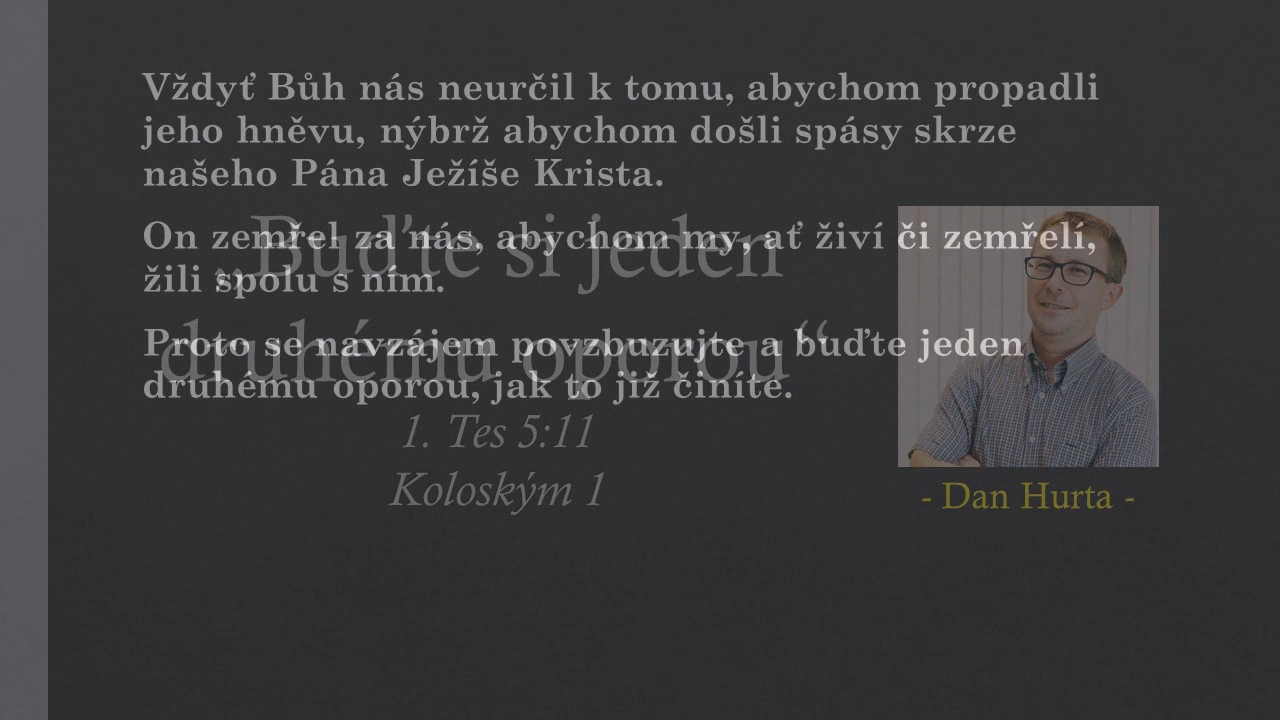 Vždyť Bůh nás neurčil k tomu, abychom propadli
jeho hněvu, nýbrž abychom došli spásy skrze
našeho Pána Ježíše Krista.
On zemřel za nás, abychom my, ať živí či zemřelí,
žili spolu s ním.
Proto se navzájem povzbuzujte a buďte jeden
druhému oporou, jak to již činíte.
„Buďte si jeden
druhému oporou“
1. Tes 5:11
Koloským 1
- Dan Hurta -